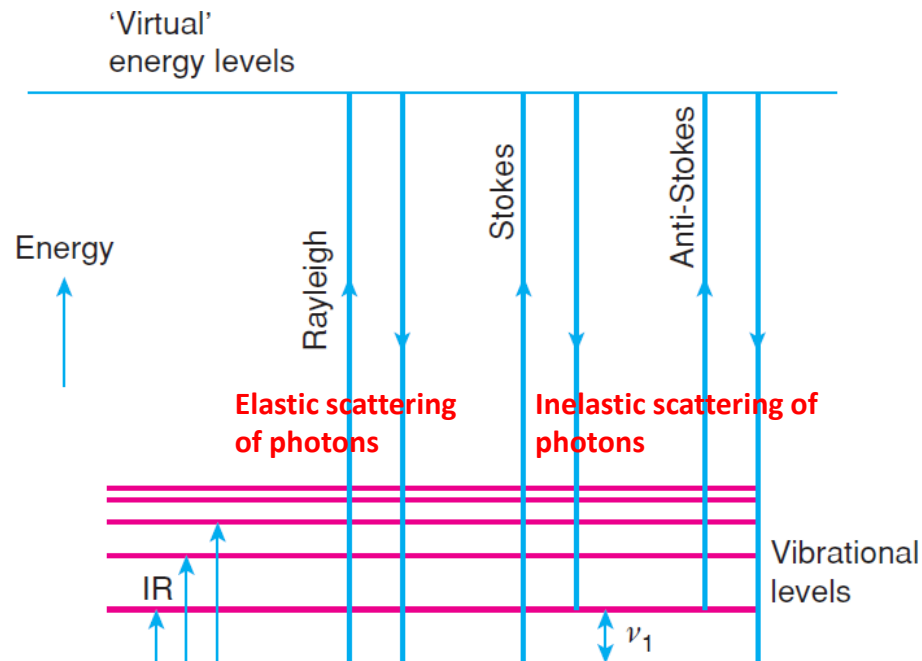 'Virtual'
energy levels
Energy
Rayleigh
Stokes
Anti-Stokes
Elastic scattering
of photons
Inelastic scattering of
photons
IR
Vibrational
levels
ν₁